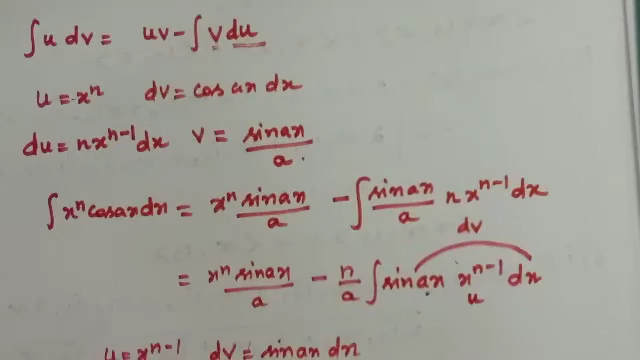 ∫ u dv = uv - ∫ v du
u = x^n dv = cos ax dx
du = nx^(n-1) dx v = sin ax / a.
∫ x^n cos ax dx = x^n sin ax / a - ∫ sin ax / a n x^(n-1) dx
dv
= x^n sin ax / a - n/a ∫ sin ax x^(n-1) dx
u
u = x^(n-1) dv = sin ax dx